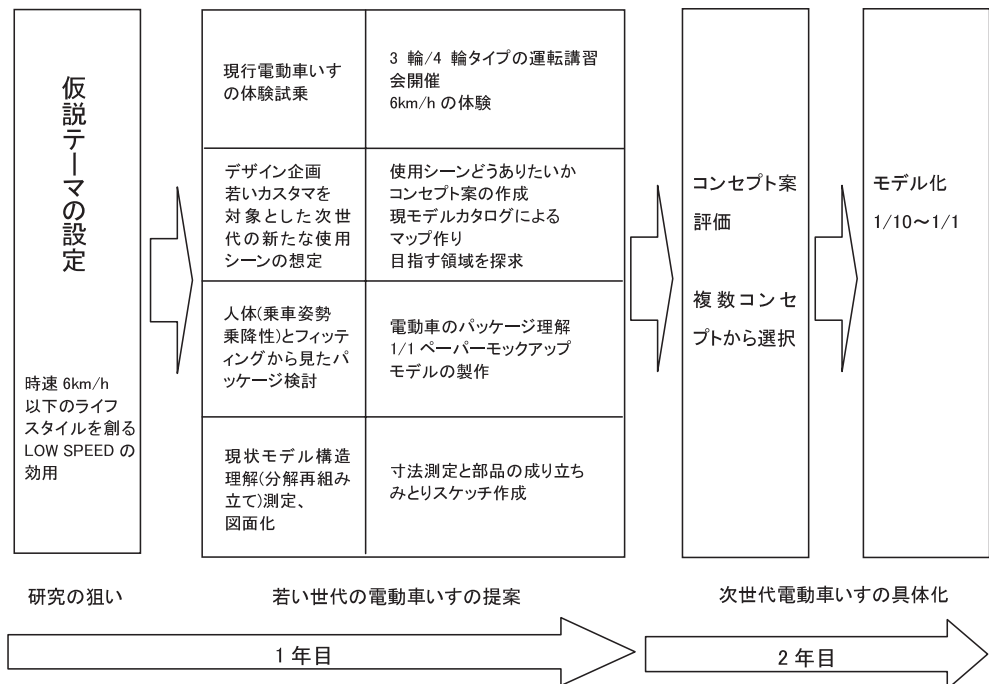 仮説テーマの設定
時速 6km/h
以下のライフ
スタイルを創る
LOW SPEED の
効用
現行電動車いす
の体験試乗
3 輪/4 輪タイプの運転講習
会開催
6km/h の体験
デザイン企画
若いカスタマを
対象とした次世
代の新たな使用
シーンの想定
使用シーンどうありたいか
コンセプト案の作成
現モデルカタログによる
マップ作り
目指す領域を探求
人体(乗車姿勢
乗降性)とフィッテ
ィングから見たパ
ッケージ検討
電動車のパッケージ理解
1/1 ペーパーモックアップ
モデルの製作
現状モデル構造
理解(分解再組み
立て)測定、
図面化
寸法測定と部品の成り立ち
みとりスケッチ作成
コンセプト案
評価
複数コンセ
プトから選択
モデル化
1/10～1/1
研究の狙い
若い世代の電動車いすの提案
次世代電動車いすの具体化
1 年目
2 年目